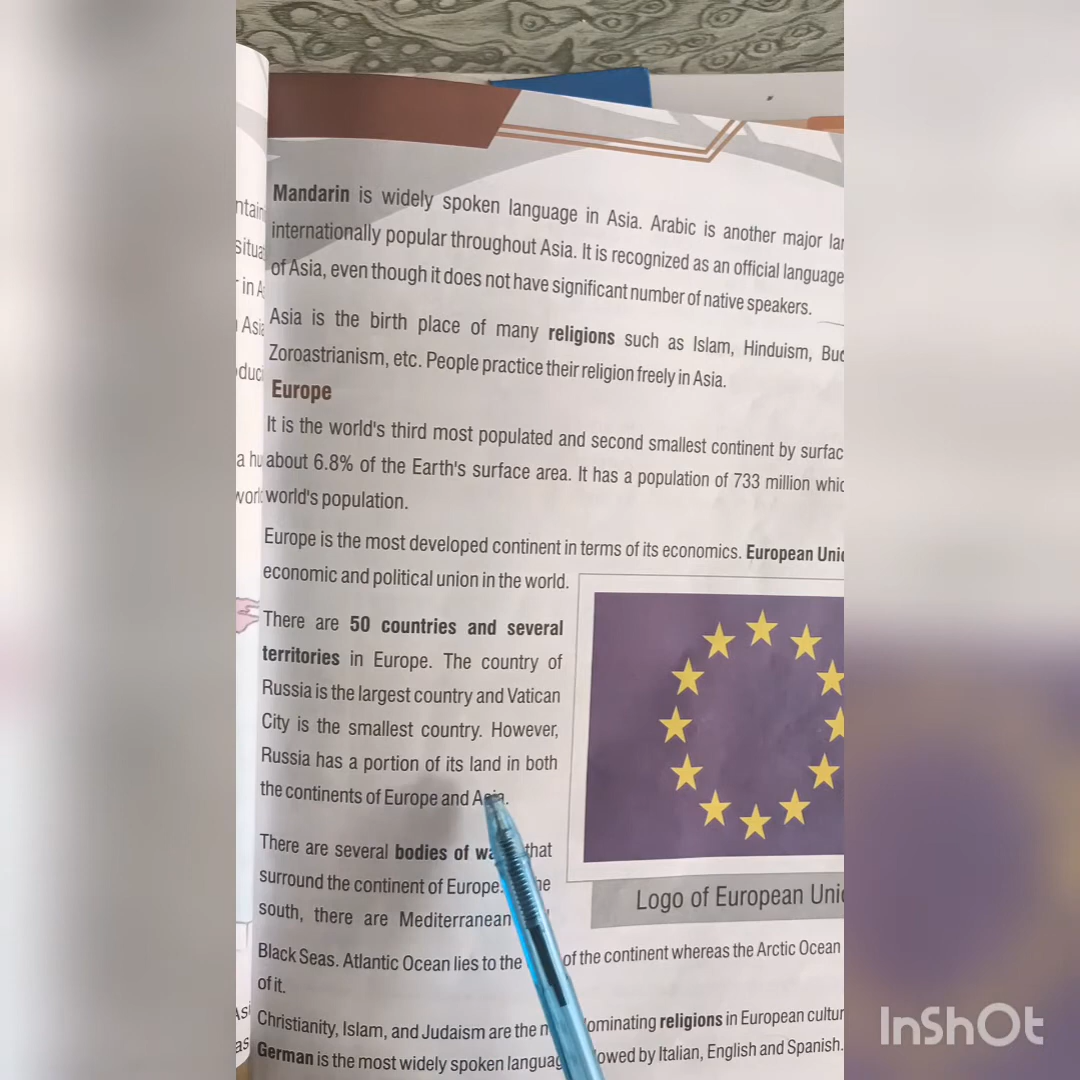 Mandarin is widely spoken language in Asia. Arabic is another major
internationally popular throughout Asia. It is recognized as an official language
of Asia, even though it does not have significant number of native speakers.
Asia is the birth place of many religions such as Islam, Hinduism,
Zoroastrianism, etc. People practice their religion freely in Asia.
Europe
It is the world's third most populated and second smallest continent by
about 6.8% of the Earth's surface area. It has a population of 733 million
world's population.
Europe is the most developed continent in terms of its economics. European
economic and political union in the world.
There are 50 countries and several
territories in Europe. The country of
Russia is the largest country and Vatican
City is the smallest country. However,
Russia has a portion of its land in both
the continents of Europe and Asia.
There are several bodies of that
surround the continent of Europe.
south, there are Mediterranean
Black Seas. Atlantic Ocean lies to the of the continent whereas the Arctic Ocean
of it.
Christianity, Islam, and Judaism are the religions in European
German is the most widely spoken by Italian, English and Spanish.
Logo of European
InShOt